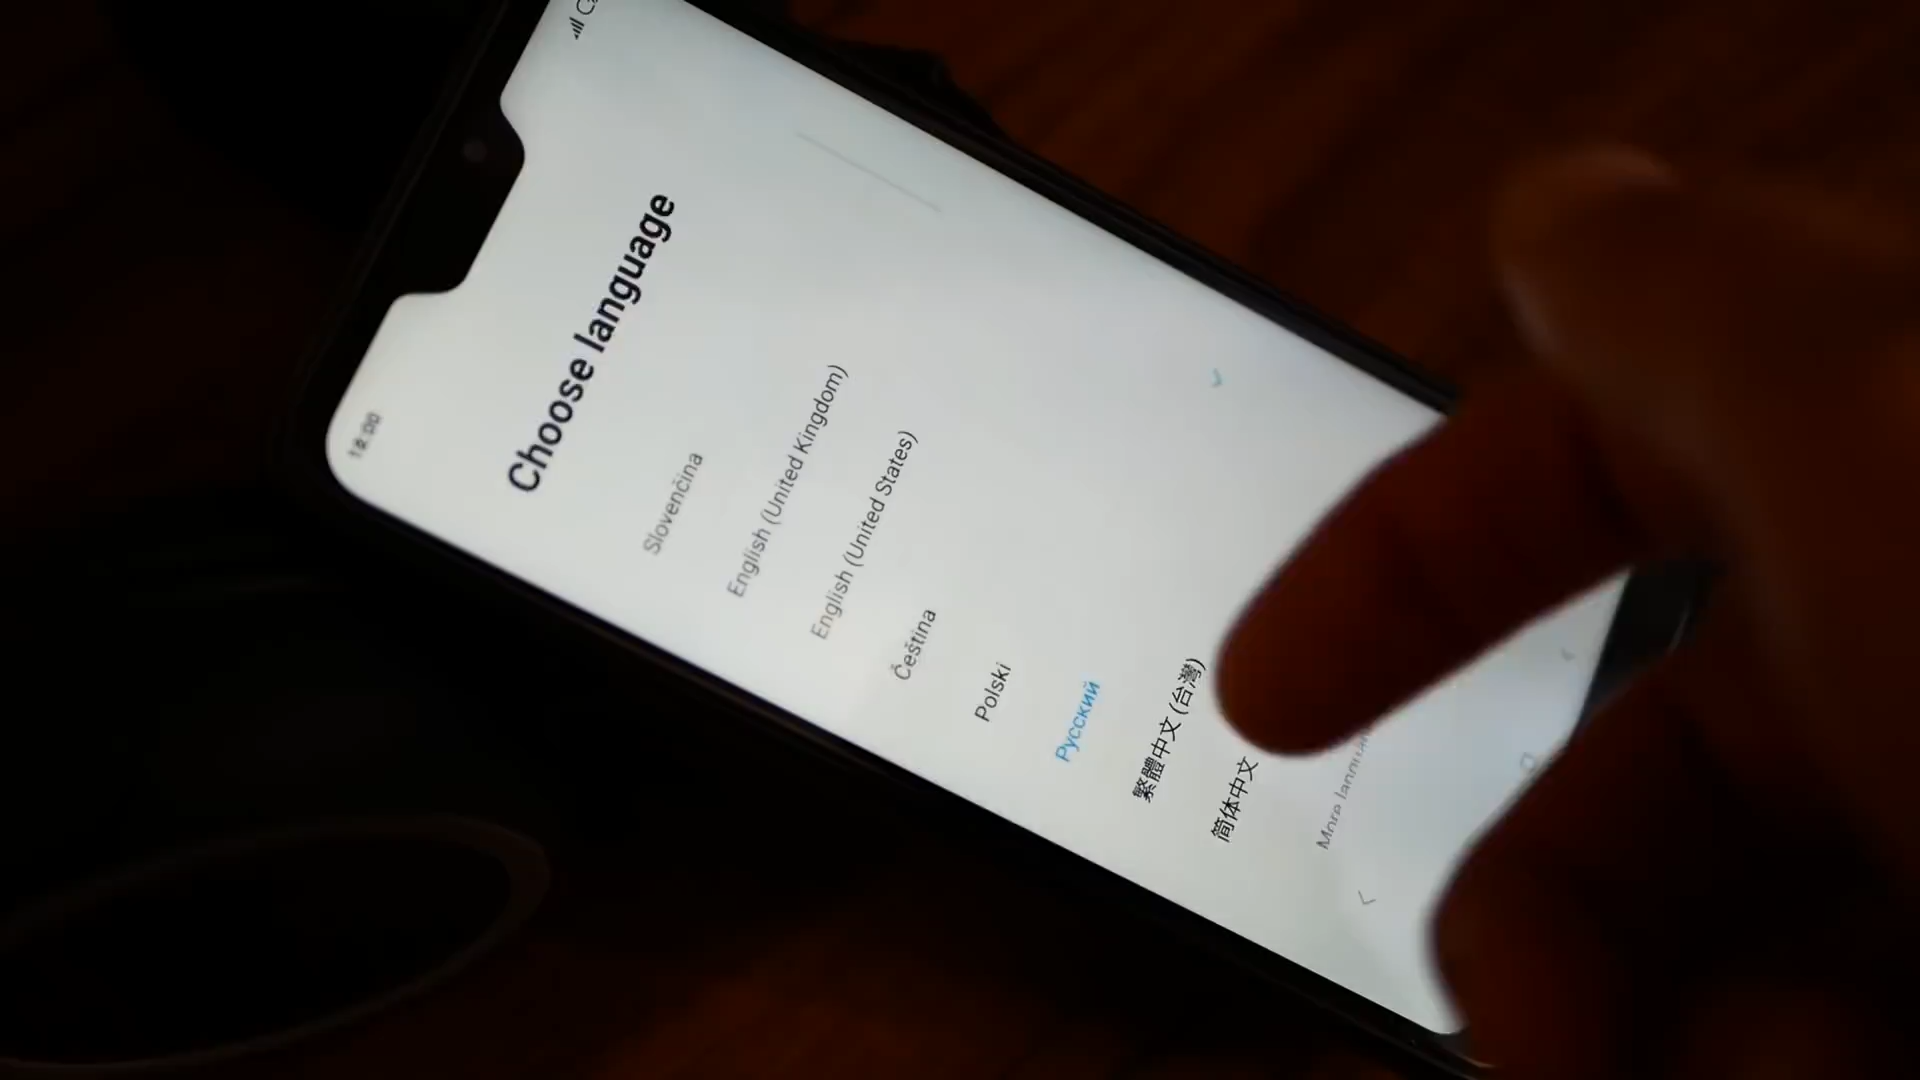 Choose language
Slovenčina
English (United Kingdom)
English (United States)
Čeština
Polski
Русский
繁體中文 (台灣)
简体中文
More